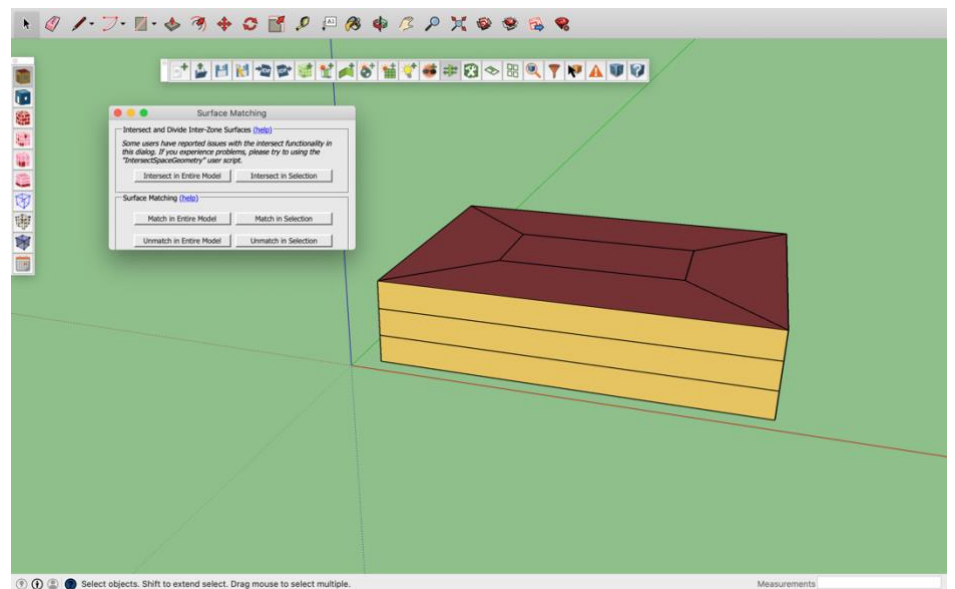 A1
Surface Matching
Intersect and Divide Inter-Zone Surfaces (help)
Some users have reported issues with the intersect functionality in
this dialog. If you experience problems, please try to using the
"IntersectSpaceGeometry" user script.
Intersect in Entire Model Intersect in Selection
Surface Matching (help)
Match in Entire Model Match in Selection
Unmatch in Entire Model Unmatch in Selection
Select objects. Shift to extend select. Drag mouse to select multiple.
Measurements